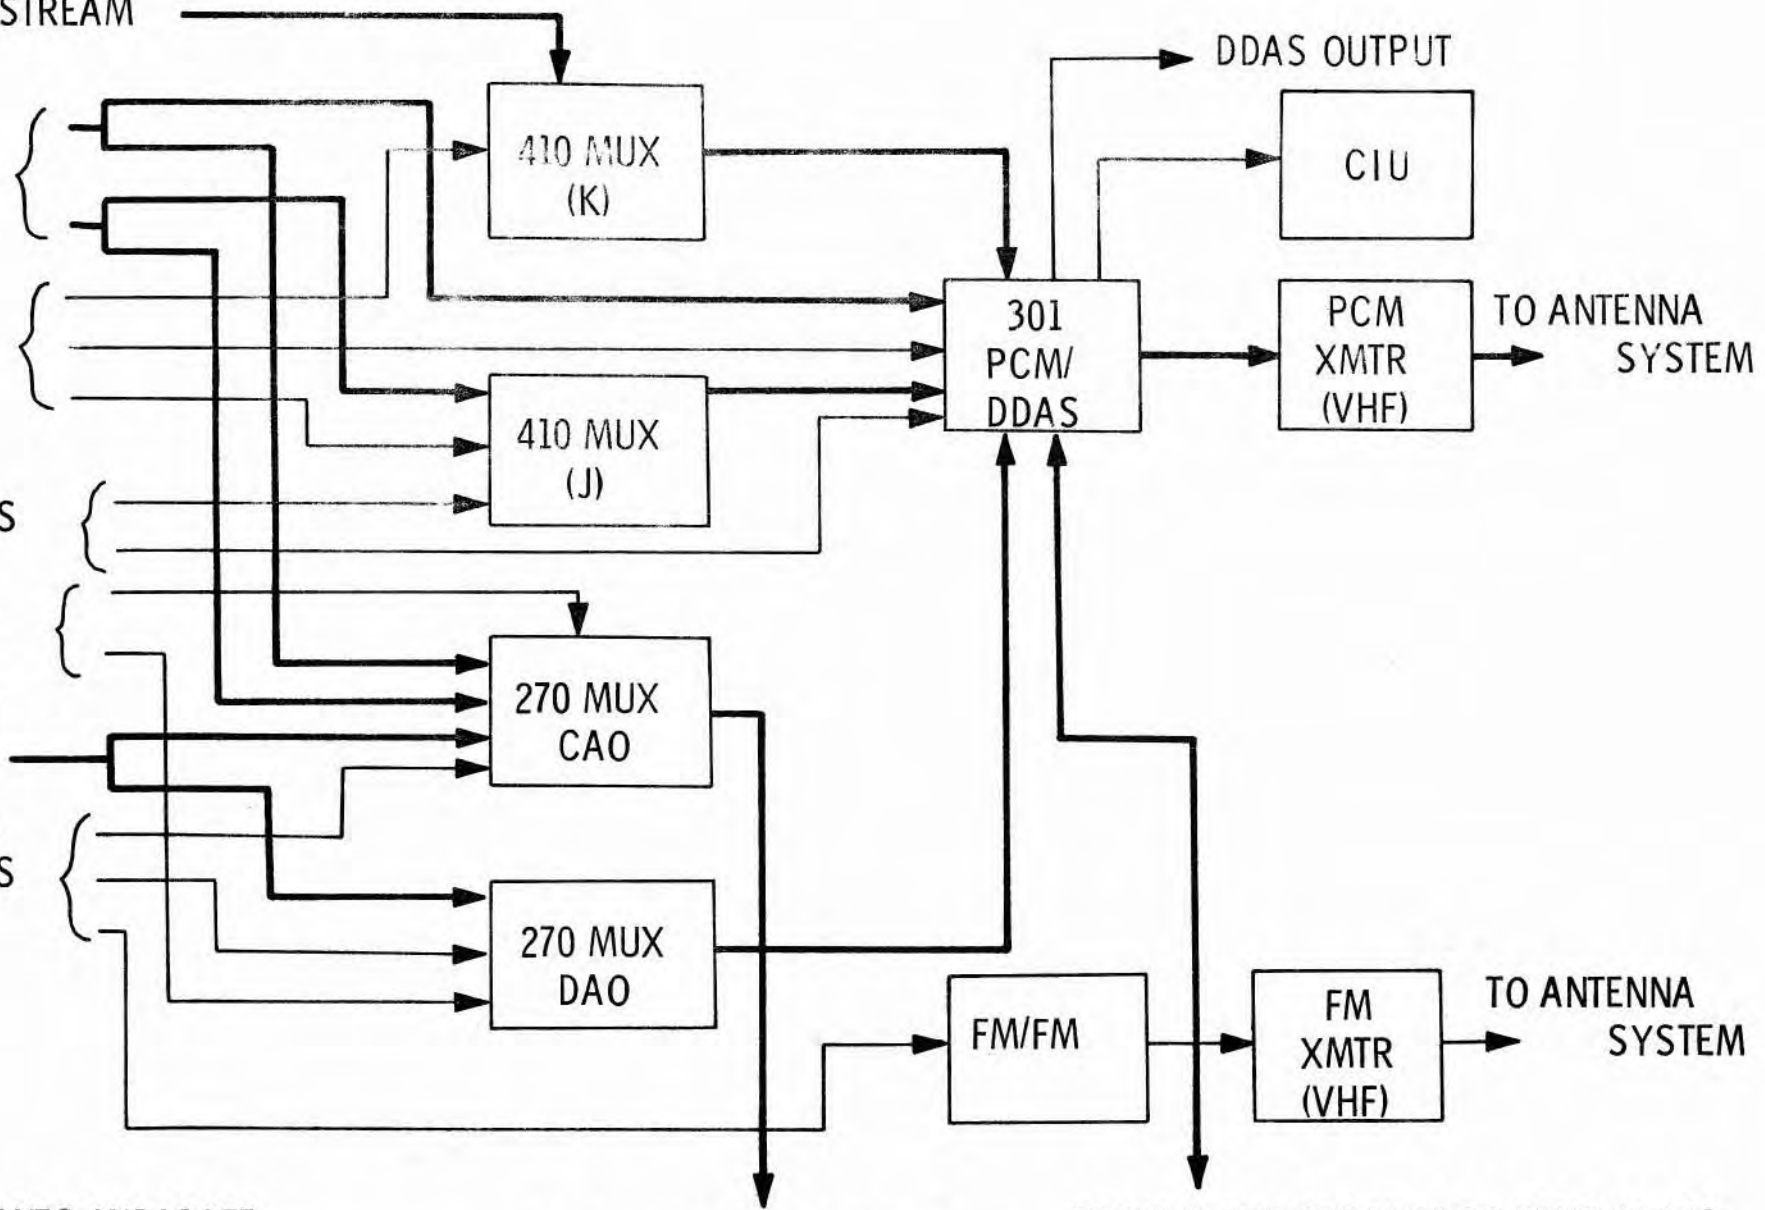 STREAM
DDAS OUTPUT
410 MUX
(K)
CIU
301
PCM/
DDAS
PCM
XMTR
(VHF)
TO ANTENNA
SYSTEM
410 MUX
(J)
S
270 MUX
CAO
S
270 MUX
DAO
FM/FM
FM
XMTR
(VHF)
TO ANTENNA
SYSTEM